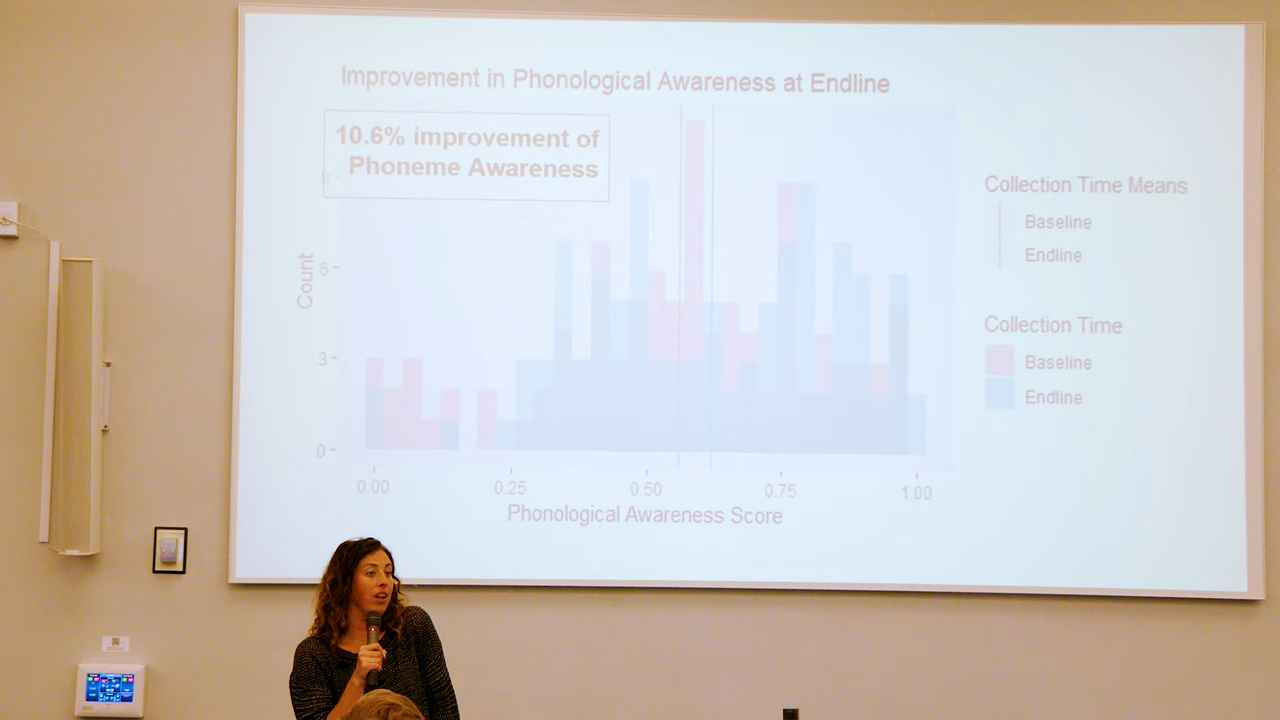 Improvement in Phonological Awareness at Endline
10.6% improvement of
Phoneme Awareness
Count
9
6
3
0
0.00 0.25 0.50 0.75 1.00
Phonological Awareness Score
Collection Time Means
Baseline
Endline
Collection Time
Baseline
Endline